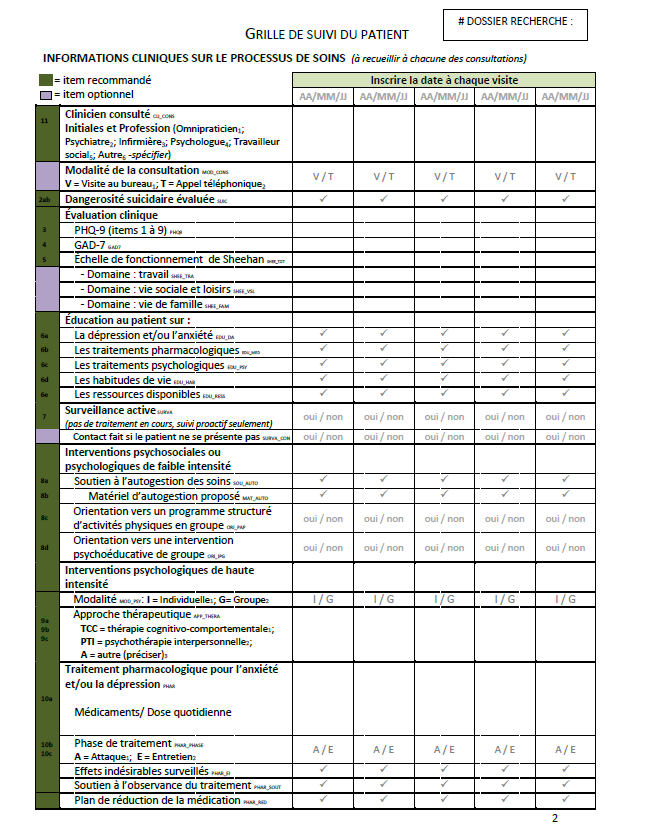 # DOSSIER RECHERCHE :
GRILLE DE SUIVI DU PATIENT
INFORMATIONS CLINIQUES SUR LE PROCESSUS DE SOINS (à recueillir à chacune des consultations)
= item recommandé
= item optionnel
Inscrire la date à chaque visite
AA/MM/JJ AA/MM/JJ AA/MM/JJ AA/MM/JJ AA/MM/JJ
11 Clinicien consulté CLI_CONS
Initiales et Profession (Omnipraticien1;
Psychiatre2; Infirmière3; Psychologue4; Travailleur
social5; Autre6 -spécifier)
Modalité de la consultation MOD_CONS
V = Visite au bureau1; T = Appel téléphonique2
V / T V / T V / T V / T V / T
2ab Dangerosité suicidaire évaluée SUIC ✓ ✓ ✓ ✓ ✓
Évaluation clinique
3 PHQ-9 (items 1 à 9) PHQ9
4 GAD-7 GAD7
5 Échelle de fonctionnement de Sheehan SHEE_TOT
- Domaine : travail SHEE_TRA
- Domaine : vie sociale et loisirs SHEE_VSL
- Domaine : vie de famille SHEE_FAM
Éducation au patient sur :
6a La dépression et/ou l’anxiété EDU_DA ✓ ✓ ✓ ✓ ✓
6b Les traitements pharmacologiques EDU_MED ✓ ✓ ✓ ✓ ✓
6c Les traitements psychologiques EDU_PSY ✓ ✓ ✓ ✓ ✓
6d Les habitudes de vie EDU_HAB ✓ ✓ ✓ ✓ ✓
6e Les ressources disponibles EDU_RESS ✓ ✓ ✓ ✓ ✓
7 Surveillance active SURVA
(pas de traitement en cours, suivi proactif seulement)
oui / non oui / non oui / non oui / non oui / non
Contact fait si le patient ne se présente pas SURVA_CON oui / non oui / non oui / non oui / non oui / non
Interventions psychosociales ou
psychologiques de faible intensité
8a Soutien à l’autogestion des soins SOU_AUTO ✓ ✓ ✓ ✓ ✓
8b Matériel d’autogestion proposé MAT_AUTO ✓ ✓ ✓ ✓ ✓
8c Orientation vers un programme structuré
d’activités physiques en groupe ORI_PAP
oui / non oui / non oui / non oui / non oui / non
8d Orientation vers une intervention
psychoéducative de groupe ORI_IPG
oui / non oui / non oui / non oui / non oui / non
Interventions psychologiques de haute
intensité
Modalité MOD_PSY: I = Individuelle1; G= Groupe2 I / G I / G I / G I / G I / G
9a Approche thérapeutique APP_THERA
9b TCC = thérapie cognitivo-comportementale1;
9c PTI = psychothérapie interpersonnelle2;
A = autre (préciser)3
Traitement pharmacologique pour l’anxiété
et/ou la dépression PHAR
10a
Médicaments/ Dose quotidienne
10b Phase de traitement PHAR_PHASE
10c A = Attaque1; E = Entretien2
A / E A / E A / E A / E A / E
Effets indésirables surveillés PHAR_EI ✓ ✓ ✓ ✓ ✓
Soutien à l’observance du traitement PHAR_SOUT ✓ ✓ ✓ ✓ ✓
Plan de réduction de la médication PHAR_RED ✓ ✓ ✓ ✓ ✓
2